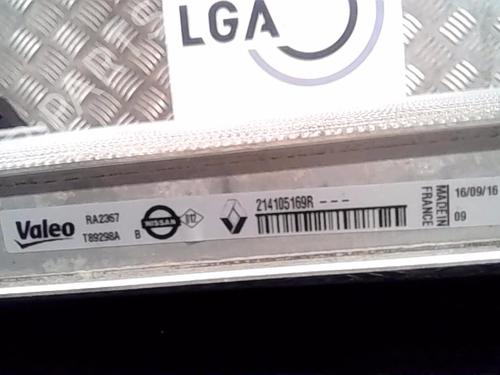 LGA
Valeo
RA2367
T89298A
B
NISSAN
214105169R - - -
MADE IN
FRANCE
16/09/16
09